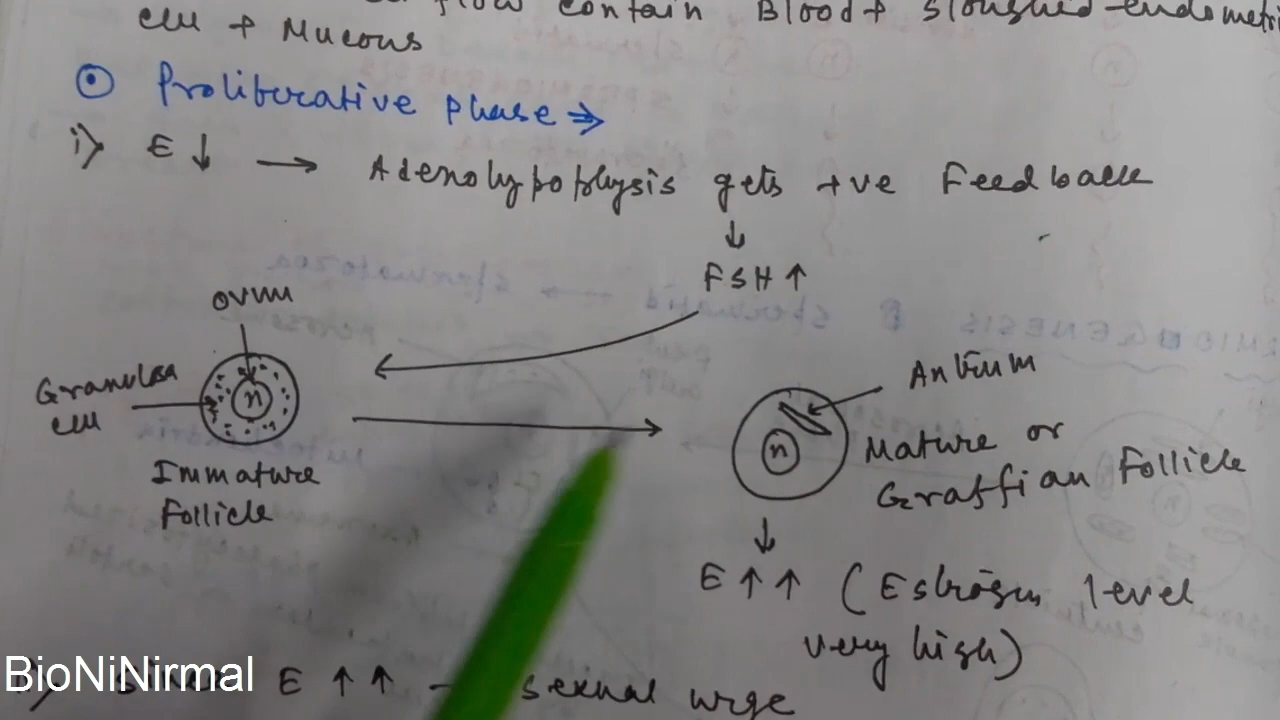 flow contain Blood + sloughed endometri
cell + Mucous
⊙ Proliferative phase ⇒
i) E ↓ → Adenohypophysis gets +ve Feedback
↓
FSH ↑
ovum
Granulosa
cell
n
Immature
Follicle
Antrum
n
Mature or
Graffian Follicle
↓
E ↑ ↑ (Estrogen level
very high)
E ↑ ↑ → sexual urge
BioNiNirmal